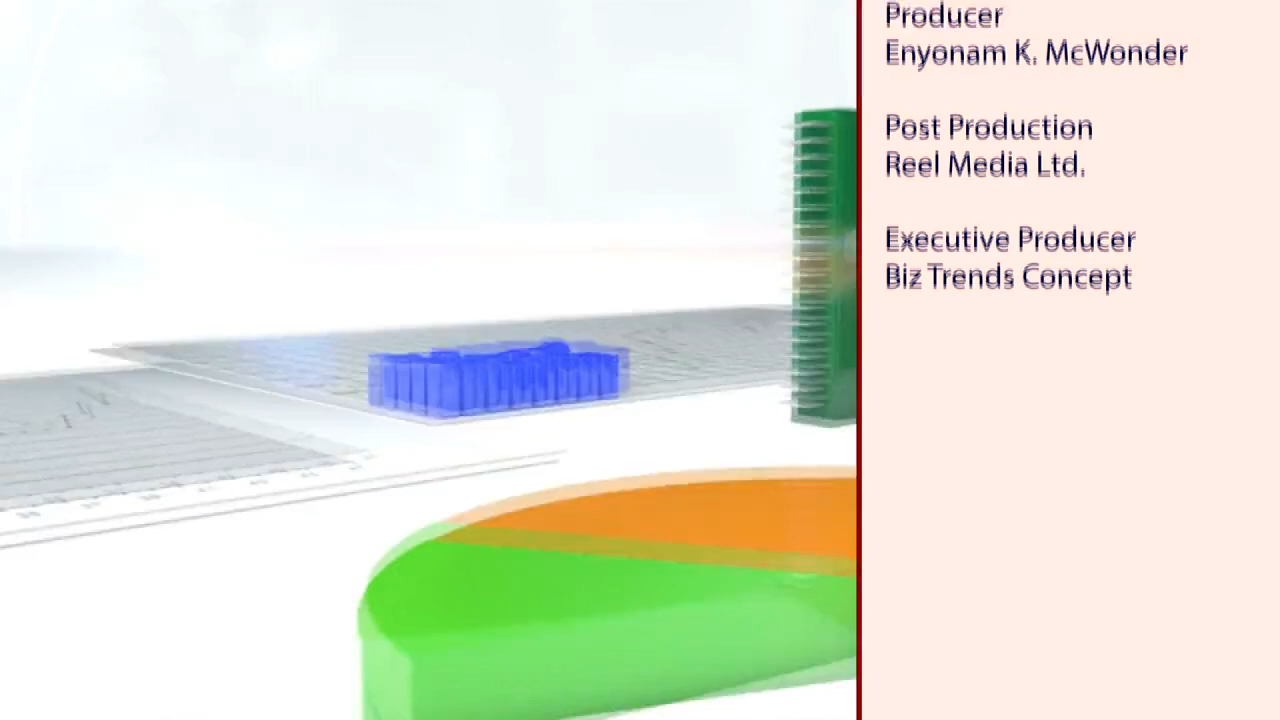 Producer
Enyonam K. McWonder
Post Production
Reel Media Ltd.
Executive Producer
Biz Trends Concept